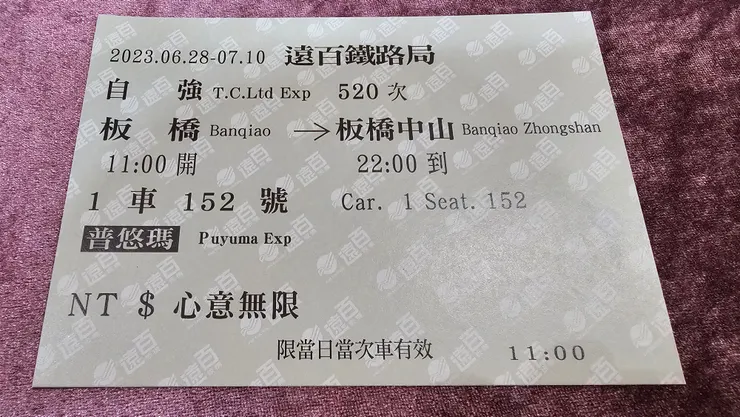 2023.06.28-07.10 遠百鐵路局
自 強 T.C.Ltd Exp 520 次
板 橋 Banqiao → 板橋中山 Banqiao Zhongshan
11:00 開 22:00 到
1 車 152 號 Car. 1 Seat. 152
普悠瑪 Puyuma Exp
NT $ 心意無限
限當日當次車有效 11:00